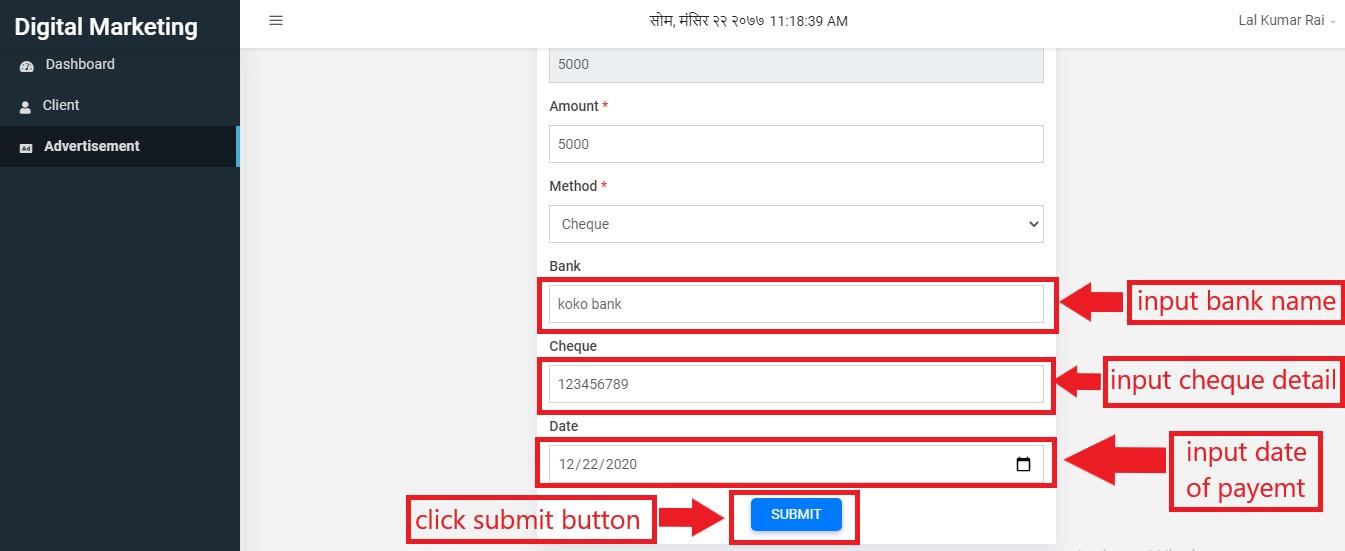 Digital Marketing
सोम, मंसिर २२ २०७७ 11:18:39 AM
Lal Kumar Rai
Dashboard
Client
Ad Advertisement
5000
Amount *
5000
Method *
Cheque
Bank
koko bank
input bank name
Cheque
123456789
input cheque detail
Date
12/22/2020
input date
of payemt
click submit button
SUBMIT